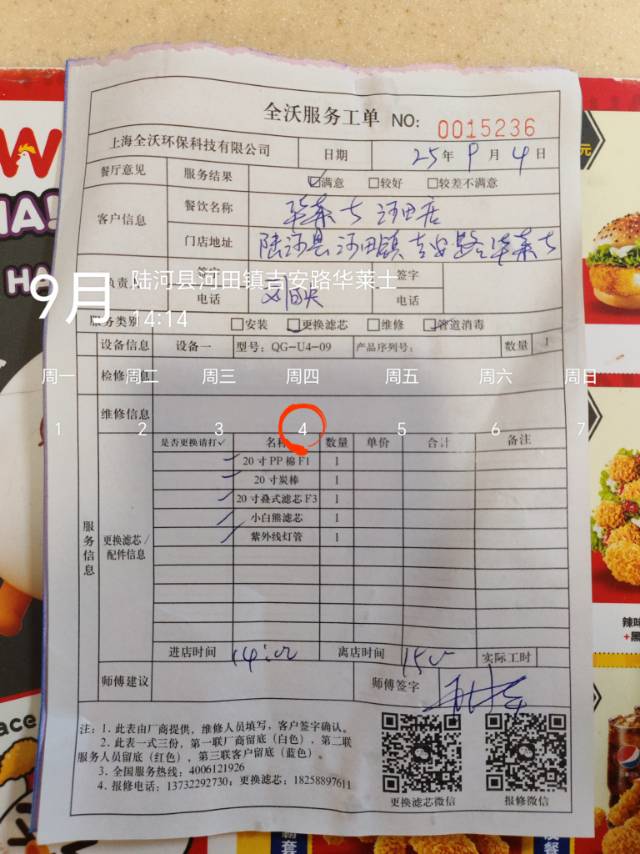 全沃服务工单 NO: 0015236
上海全沃环保科技有限公司 日期 25年9月4日
餐厅意见 服务结果 ☑满意 □较好 □较差不满意
客户信息 餐饮名称 华莱士 河田店
门店地址 陆河县河田镇吉安路华莱士
负责人 签字 签字
电话 电话
9月 陆河县河田镇吉安路华莱士
14:14
服务类别 □安装 ☑更换滤芯 □维修 ☑管道消毒
设备信息 设备一 型号: QG-U4-09 产品序列号: 数量 1
检修信息
周一 周二 周三 周四 周五 周六 周日
维修信息
1 2 3 4 5 6 7
服务信息
更换滤芯/配件信息
是否更换请打✓ 名称 数量 单价 合计 备注
✓ 20寸PP棉F1 1
✓ 20寸炭棒 1
✓ 20寸叠式滤芯F3 1
✓ 小白熊滤芯 1
✓ 紫外线灯管 1
进店时间 14:00 离店时间 1500 实际工时
师傅建议 师傅签字
注: 1. 此表由厂商提供,维修人员填写,客户签字确认。
2. 此表一式三份,第一联厂商留底(白色),第二联
服务人员留底(红色),第三联客户留底(蓝色)。
3. 全国服务热线: 4006121926
4. 报修电话: 13732292730; 更换滤芯: 18258897611
更换滤芯微信 报修微信
W
HA!
HA
ace
元
辣味
+黑